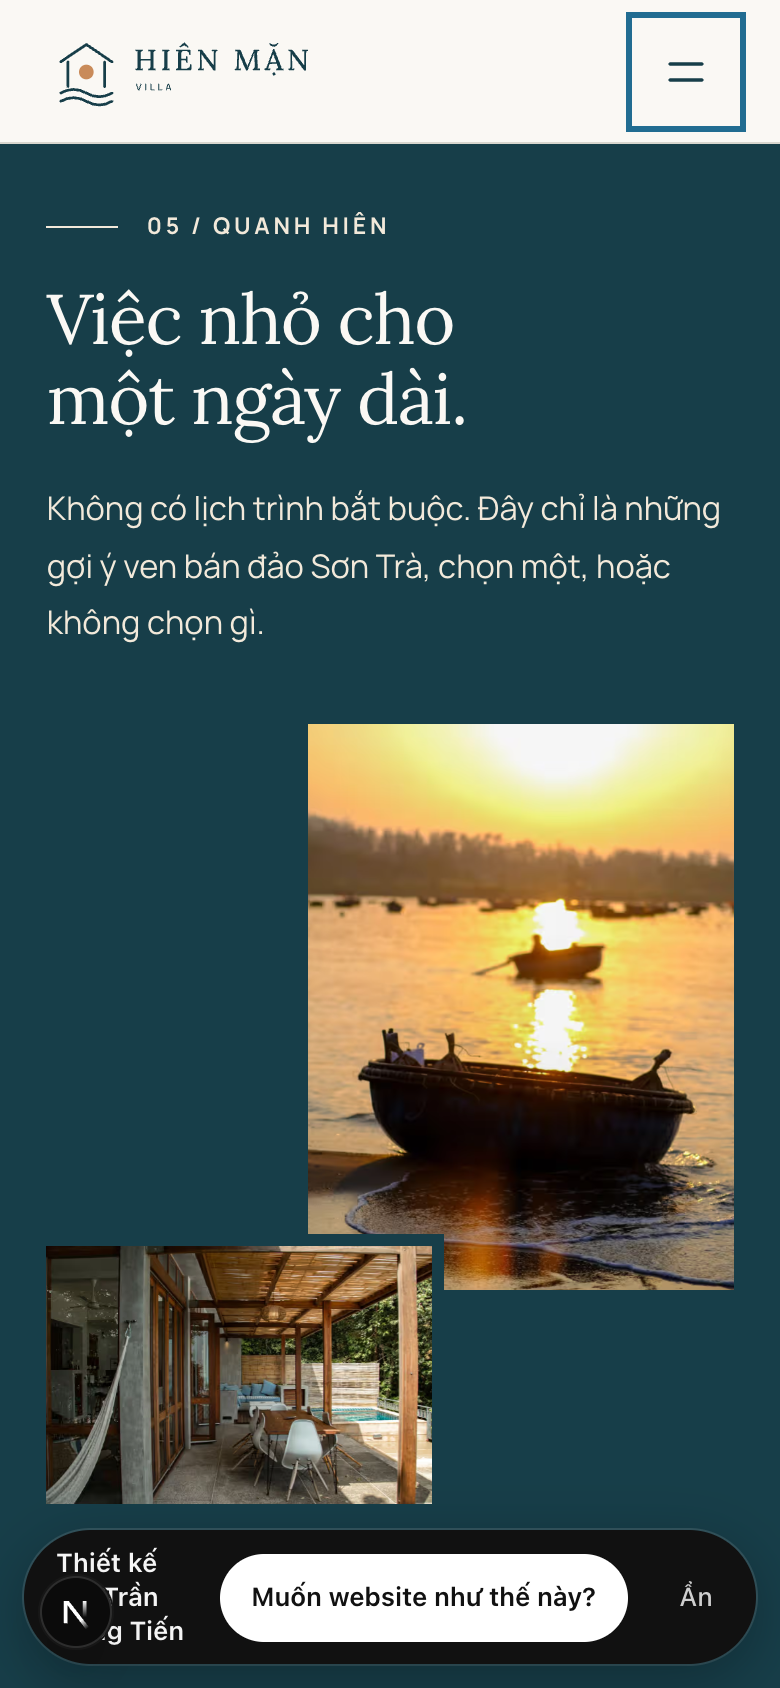 HIÊN MẶN
VILLA
05 / QUANH HIÊN
Việc nhỏ cho
một ngày dài.
Không có lịch trình bắt buộc. Đây chỉ là những
gợi ý ven bán đảo Sơn Trà, chọn một, hoặc
không chọn gì.
Thiết kế
Trần
Tiến
Muốn website như thế này?
Ẩn
N